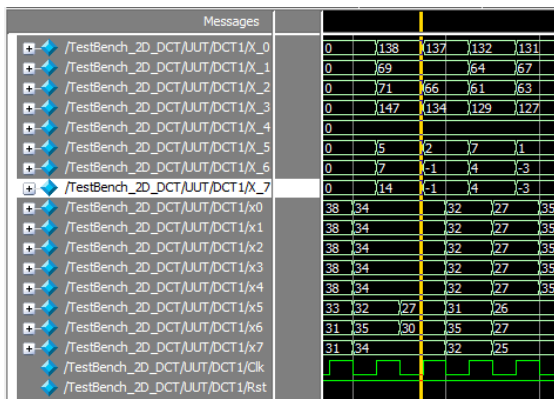 Messages
/TestBench_2D_DCT/UUT/DCT1/X_0 0 138 137 132 131
/TestBench_2D_DCT/UUT/DCT1/X_1 0 69 64 67
/TestBench_2D_DCT/UUT/DCT1/X_2 0 71 66 61 63
/TestBench_2D_DCT/UUT/DCT1/X_3 0 147 134 129 127
/TestBench_2D_DCT/UUT/DCT1/X_4 0
/TestBench_2D_DCT/UUT/DCT1/X_5 0 5 2 7 1
/TestBench_2D_DCT/UUT/DCT1/X_6 0 7 -1 4 -3
/TestBench_2D_DCT/UUT/DCT1/X_7 0 14 -1 4 -3
/TestBench_2D_DCT/UUT/DCT1/x0 38 34 32 27 35
/TestBench_2D_DCT/UUT/DCT1/x1 38 34 32 27 35
/TestBench_2D_DCT/UUT/DCT1/x2 38 34 32 27 35
/TestBench_2D_DCT/UUT/DCT1/x3 38 34 32 27 35
/TestBench_2D_DCT/UUT/DCT1/x4 38 34 32 27 35
/TestBench_2D_DCT/UUT/DCT1/x5 33 32 27 31 26
/TestBench_2D_DCT/UUT/DCT1/x6 31 35 30 35 27
/TestBench_2D_DCT/UUT/DCT1/x7 31 34 32 25
/TestBench_2D_DCT/UUT/DCT1/Clk
/TestBench_2D_DCT/UUT/DCT1/Rst